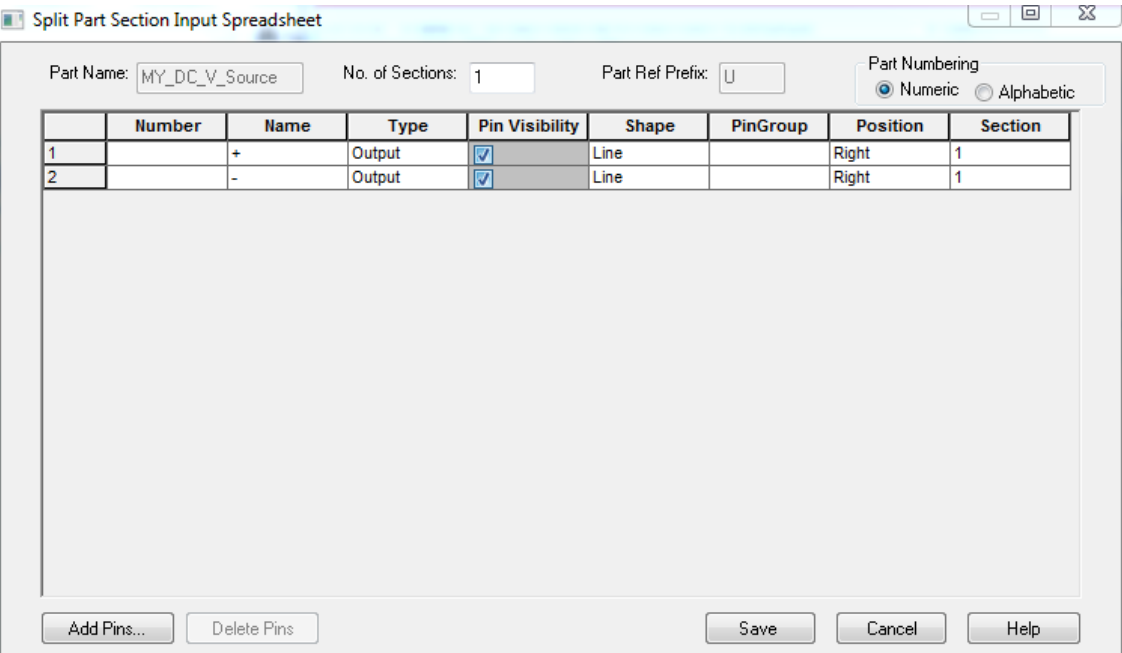 Split Part Section Input Spreadsheet
Part Name: MY_DC_V_Source No. of Sections: 1 Part Ref Prefix: U Part Numbering
Numeric Alphabetic
Number Name Type Pin Visibility Shape PinGroup Position Section
1 + Output Line Right 1
2 - Output Line Right 1
Add Pins... Delete Pins Save Cancel Help